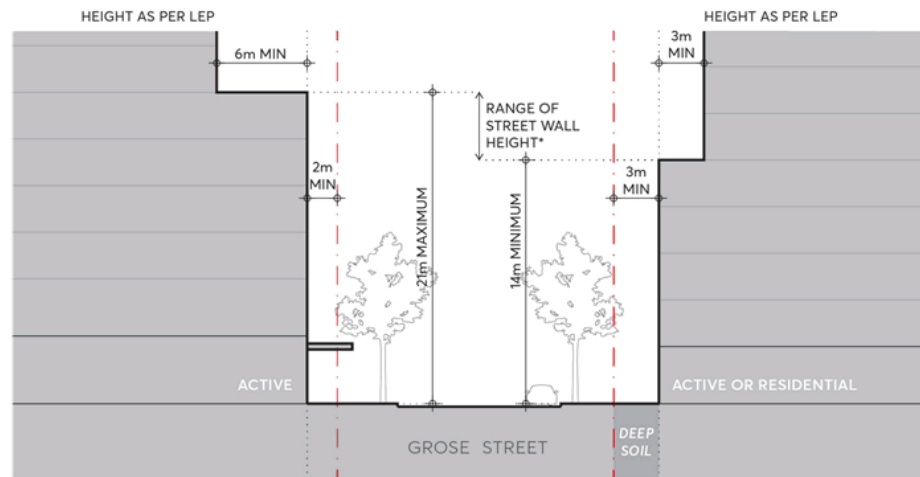 HEIGHT AS PER LEP
HEIGHT AS PER LEP
6m MIN
3m
MIN
RANGE OF
STREET WALL
HEIGHT*
2m
MIN
3m
MIN
21m MAXIMUM
14m MINIMUM
ACTIVE
ACTIVE OR RESIDENTIAL
GROSE STREET
DEEP
SOIL